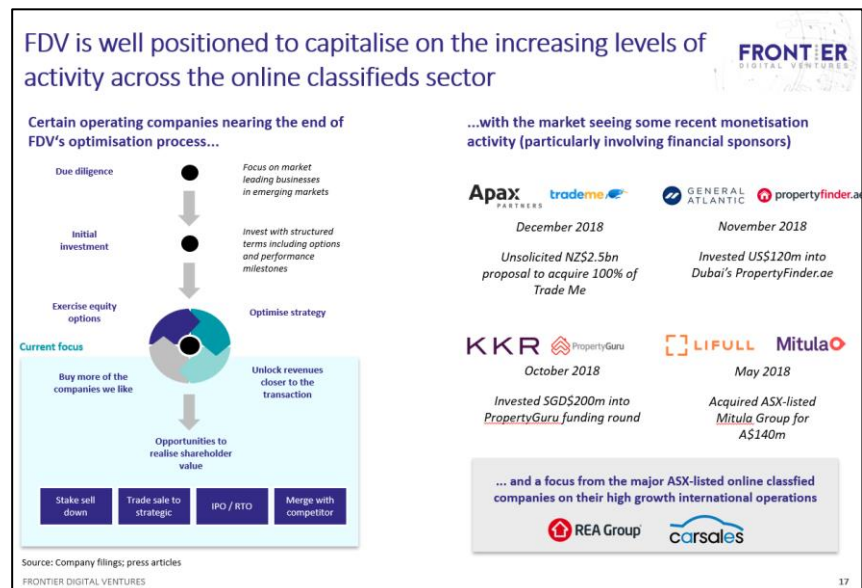 FDV is well positioned to capitalise on the increasing levels of
activity across the online classifieds sector
FRONTIER
DIGITAL VENTURES
Certain operating companies nearing the end of
FDV's optimisation process...
Due diligence
Focus on market
leading businesses
in emerging markets
Initial
investment
Invest with structured
terms including options
and performance
milestones
Exercise equity
options
Optimise strategy
Current focus
Buy more of the
companies we like
Unlock revenues
closer to the
transaction
Opportunities to
realise shareholder
value
Stake sell
down
Trade sale to
strategic
IPO / RTO
Merge with
competitor
...with the market seeing some recent monetisation
activity (particularly involving financial sponsors)
Apax
PARTNERS
trademe
December 2018
Unsolicited NZ$2.5bn
proposal to acquire 100% of
Trade Me
GENERAL
ATLANTIC
propertyfinder.ae
November 2018
Invested US$120m into
Dubai's PropertyFinder.ae
KKR
PropertyGuru
October 2018
Invested SGD$200m into
PropertyGuru funding round
LIFULL
Mitula
May 2018
Acquired ASX-listed
Mitula Group for
A$140m
... and a focus from the major ASX-listed online classfied
companies on their high growth international operations
REA Group
carsales
Source: Company filings; press articles
FRONTIER DIGITAL VENTURES
17